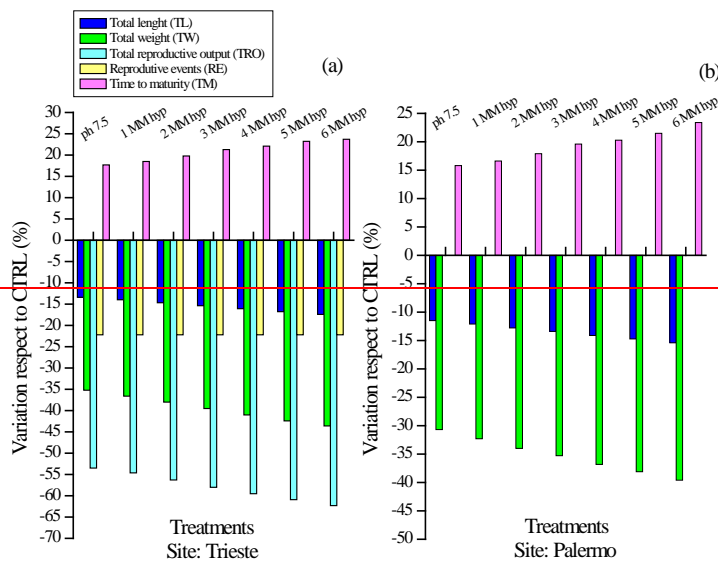 Total lenght (TL)
Total weight (TW)
Total reproductive output (TRO)
Reprodutive events (RE)
Time to maturity (TM)
(a)
(b)
30
25
20
15
10
5
0
-5
-10
-15
-20
-25
-30
-35
-40
-45
-50
-55
-60
-65
-70
Variation respect to CTRL (%)
ph 7.5
1 MM hyp
2 MM hyp
3 MM hyp
4 MM hyp
5 MM hyp
6 MM hyp
Treatments
Site: Trieste
25
20
15
10
5
0
-5
-10
-15
-20
-25
-30
-35
-40
-45
-50
Variation respect to CTRL (%)
ph 7.5
1 MM hyp
2 MM hyp
3 MM hyp
4 MM hyp
5 MM hyp
6 MM hyp
Treatments
Site: Palermo